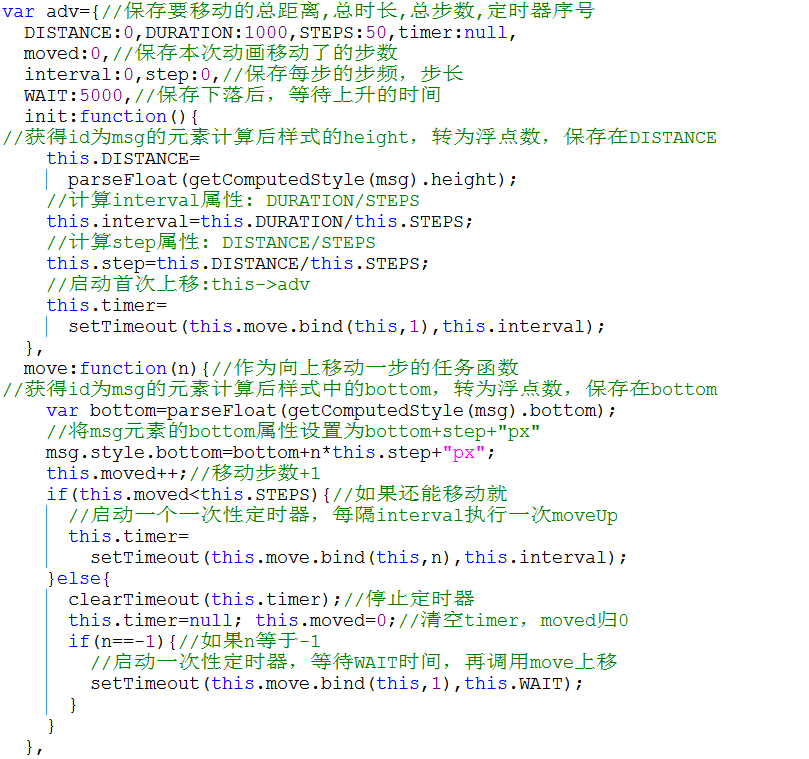 var adv={//保存要移动的总距离,总时长,总步数,定时器序号
DISTANCE:0,DURATION:1000,STEPS:50,timer:null,
moved:0,//保存本次动画移动了的步数
interval:0,step:0,//保存每步的步频，步长
WAIT:5000,//保存下落后，等待上升的时间
init:function(){
//获得id为msg的元素计算后样式的height，转为浮点数，保存在DISTANCE
this.DISTANCE=
parseFloat(getComputedStyle(msg).height);
//计算interval属性: DURATION/STEPS
this.interval=this.DURATION/this.STEPS;
//计算step属性: DISTANCE/STEPS
this.step=this.DISTANCE/this.STEPS;
//启动首次上移:this->adv
this.timer=
setTimeout(this.move.bind(this,1),this.interval);
},
move:function(n){//作为向上移动一步的任务函数
//获得id为msg的元素计算后样式中的bottom，转为浮点数，保存在bottom
var bottom=parseFloat(getComputedStyle(msg).bottom);
//将msg元素的bottom属性设置为bottom+step+"px"
msg.style.bottom=bottom+n*this.step+"px";
this.moved++;//移动步数+1
if(this.moved<this.STEPS){//如果还能移动就
//启动一个一次性定时器，每隔interval执行一次moveUp
this.timer=
setTimeout(this.move.bind(this,n),this.interval);
}else{
clearTimeout(this.timer);//停止定时器
this.timer=null; this.moved=0;//清空timer，moved归0
if(n==-1){//如果n等于-1
//启动一次性定时器，等待WAIT时间，再调用move上移
setTimeout(this.move.bind(this,1),this.WAIT);
}
}
},